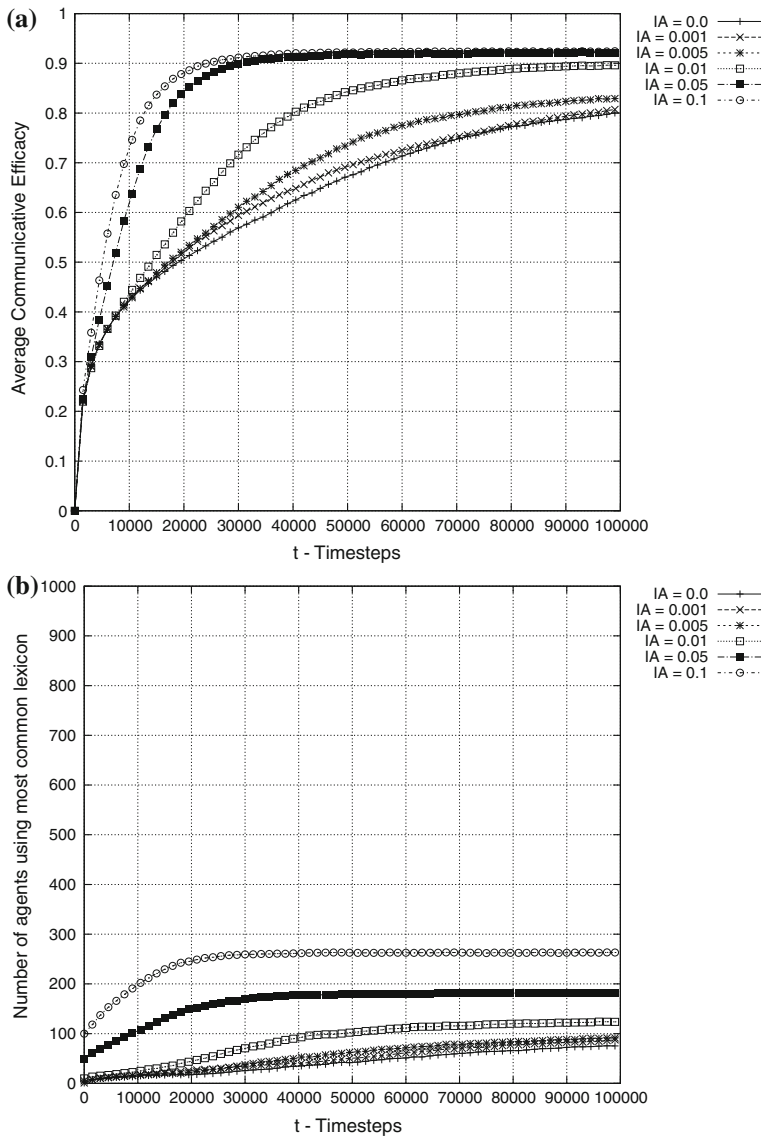 (a)
Average Communicative Efficacy
1
0.9
0.8
0.7
0.6
0.5
0.4
0.3
0.2
0.1
0
0 10000 20000 30000 40000 50000 60000 70000 80000 90000 100000
t - Timesteps
IA = 0.0
IA = 0.001
IA = 0.005
IA = 0.01
IA = 0.05
IA = 0.1
(b)
Number of agents using most common lexicon
1000
900
800
700
600
500
400
300
200
100
0
0 10000 20000 30000 40000 50000 60000 70000 80000 90000 100000
t - Timesteps
IA = 0.0
IA = 0.001
IA = 0.005
IA = 0.01
IA = 0.05
IA = 0.1